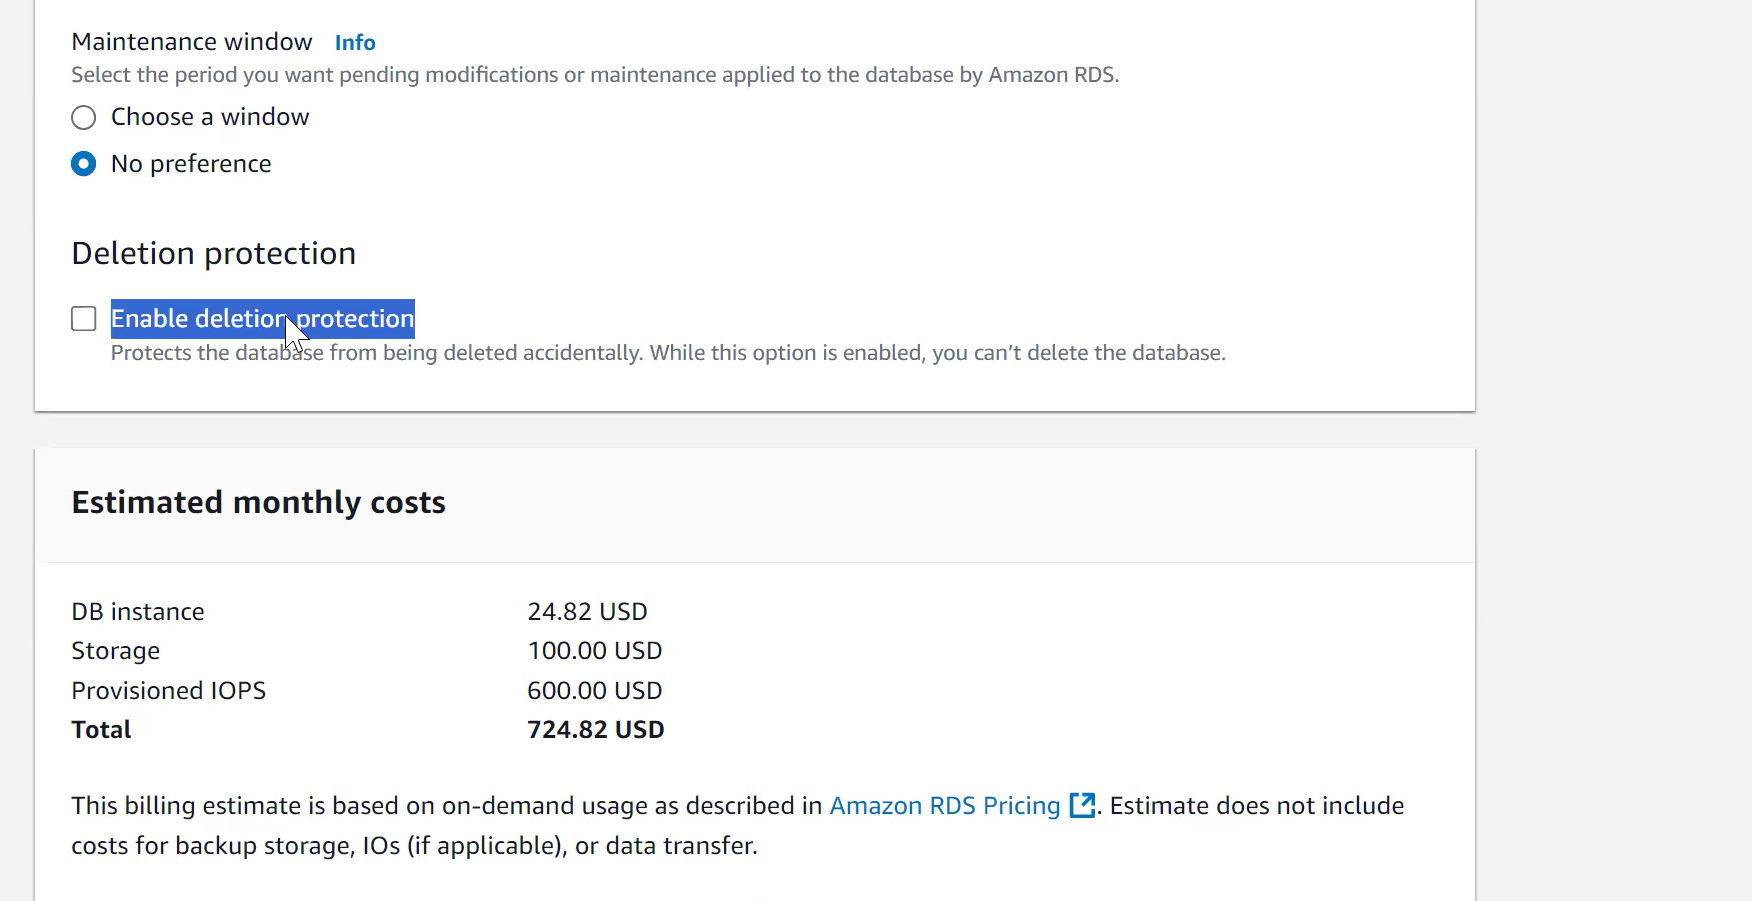 Maintenance window Info
Select the period you want pending modifications or maintenance applied to the database by Amazon RDS.
Choose a window
No preference
Deletion protection
Enable deletion protection
Protects the database from being deleted accidentally. While this option is enabled, you can’t delete the database.
Estimated monthly costs
DB instance 24.82 USD
Storage 100.00 USD
Provisioned IOPS 600.00 USD
Total 724.82 USD
This billing estimate is based on on-demand usage as described in Amazon RDS Pricing. Estimate does not include
costs for backup storage, IOs (if applicable), or data transfer.